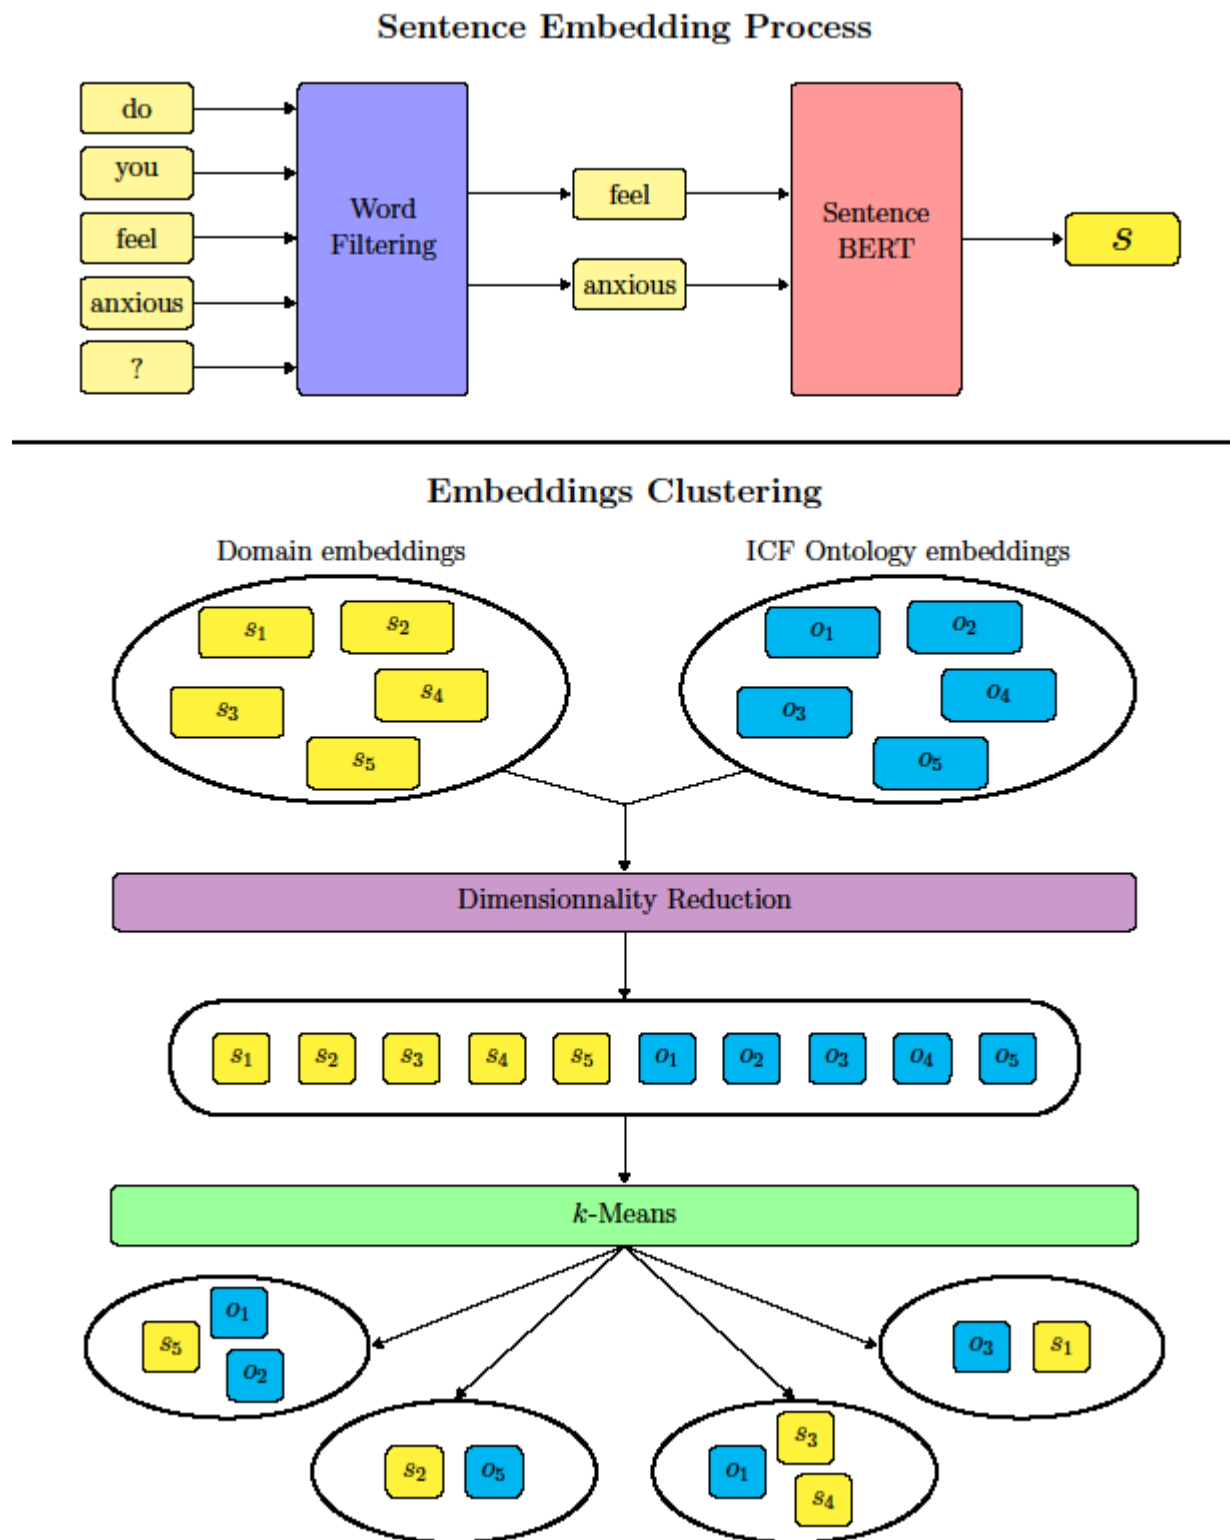 Sentence Embedding Process
do
you
feel
anxious
?
Word
Filtering
feel
anxious
Sentence
BERT
s
Embeddings Clustering
Domain embeddings
ICF Ontology embeddings
s1
s2
s3
s4
s5
o1
o2
o3
o4
o5
Dimensionnality Reduction
s1 s2 s3 s4 s5 o1 o2 o3 o4 o5
k-Means
s5
o1
o2
s2 o5
o1
s3
s4
o3 s1